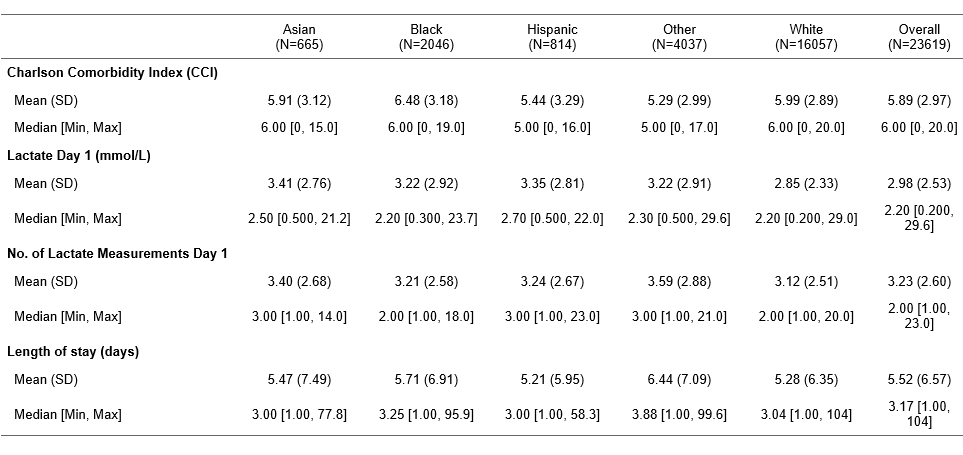 Asian Black Hispanic Other White Overall
(N=665) (N=2046) (N=814) (N=4037) (N=16057) (N=23619)
Charlson Comorbidity Index (CCI)
Mean (SD) 5.91 (3.12) 6.48 (3.18) 5.44 (3.29) 5.29 (2.99) 5.99 (2.89) 5.89 (2.97)
Median [Min, Max] 6.00 [0, 15.0] 6.00 [0, 19.0] 5.00 [0, 16.0] 5.00 [0, 17.0] 6.00 [0, 20.0] 6.00 [0, 20.0]
Lactate Day 1 (mmol/L)
Mean (SD) 3.41 (2.76) 3.22 (2.92) 3.35 (2.81) 3.22 (2.91) 2.85 (2.33) 2.98 (2.53)
Median [Min, Max] 2.50 [0.500, 21.2] 2.20 [0.300, 23.7] 2.70 [0.500, 22.0] 2.30 [0.500, 29.6] 2.20 [0.200, 29.0] 2.20 [0.200,
29.6]
No. of Lactate Measurements Day 1
Mean (SD) 3.40 (2.68) 3.21 (2.58) 3.24 (2.67) 3.59 (2.88) 3.12 (2.51) 3.23 (2.60)
Median [Min, Max] 3.00 [1.00, 14.0] 2.00 [1.00, 18.0] 3.00 [1.00, 23.0] 3.00 [1.00, 21.0] 2.00 [1.00, 20.0] 2.00 [1.00,
23.0]
Length of stay (days)
Mean (SD) 5.47 (7.49) 5.71 (6.91) 5.21 (5.95) 6.44 (7.09) 5.28 (6.35) 5.52 (6.57)
Median [Min, Max] 3.00 [1.00, 77.8] 3.25 [1.00, 95.9] 3.00 [1.00, 58.3] 3.88 [1.00, 99.6] 3.04 [1.00, 104] 3.17 [1.00,
104]